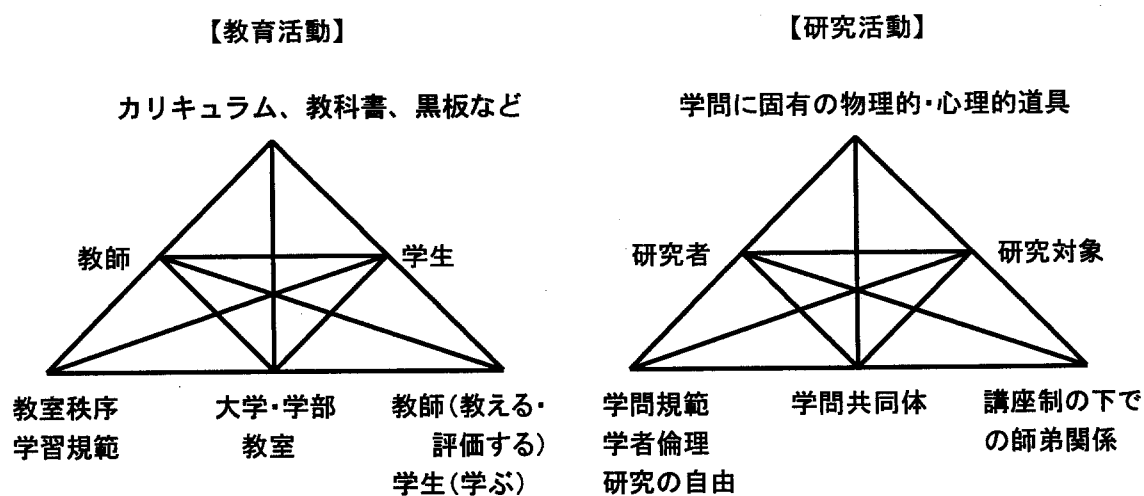 【教育活動】
カリキュラム、教科書、黒板など
教師
学生
教室秩序
学習規範
大学・学部
教室
教師(教える・
評価する)
学生(学ぶ)
【研究活動】
学問に固有の物理的・心理的道具
研究者
研究対象
学問規範
学者倫理
研究の自由
学問共同体
講座制の下で
の師弟関係